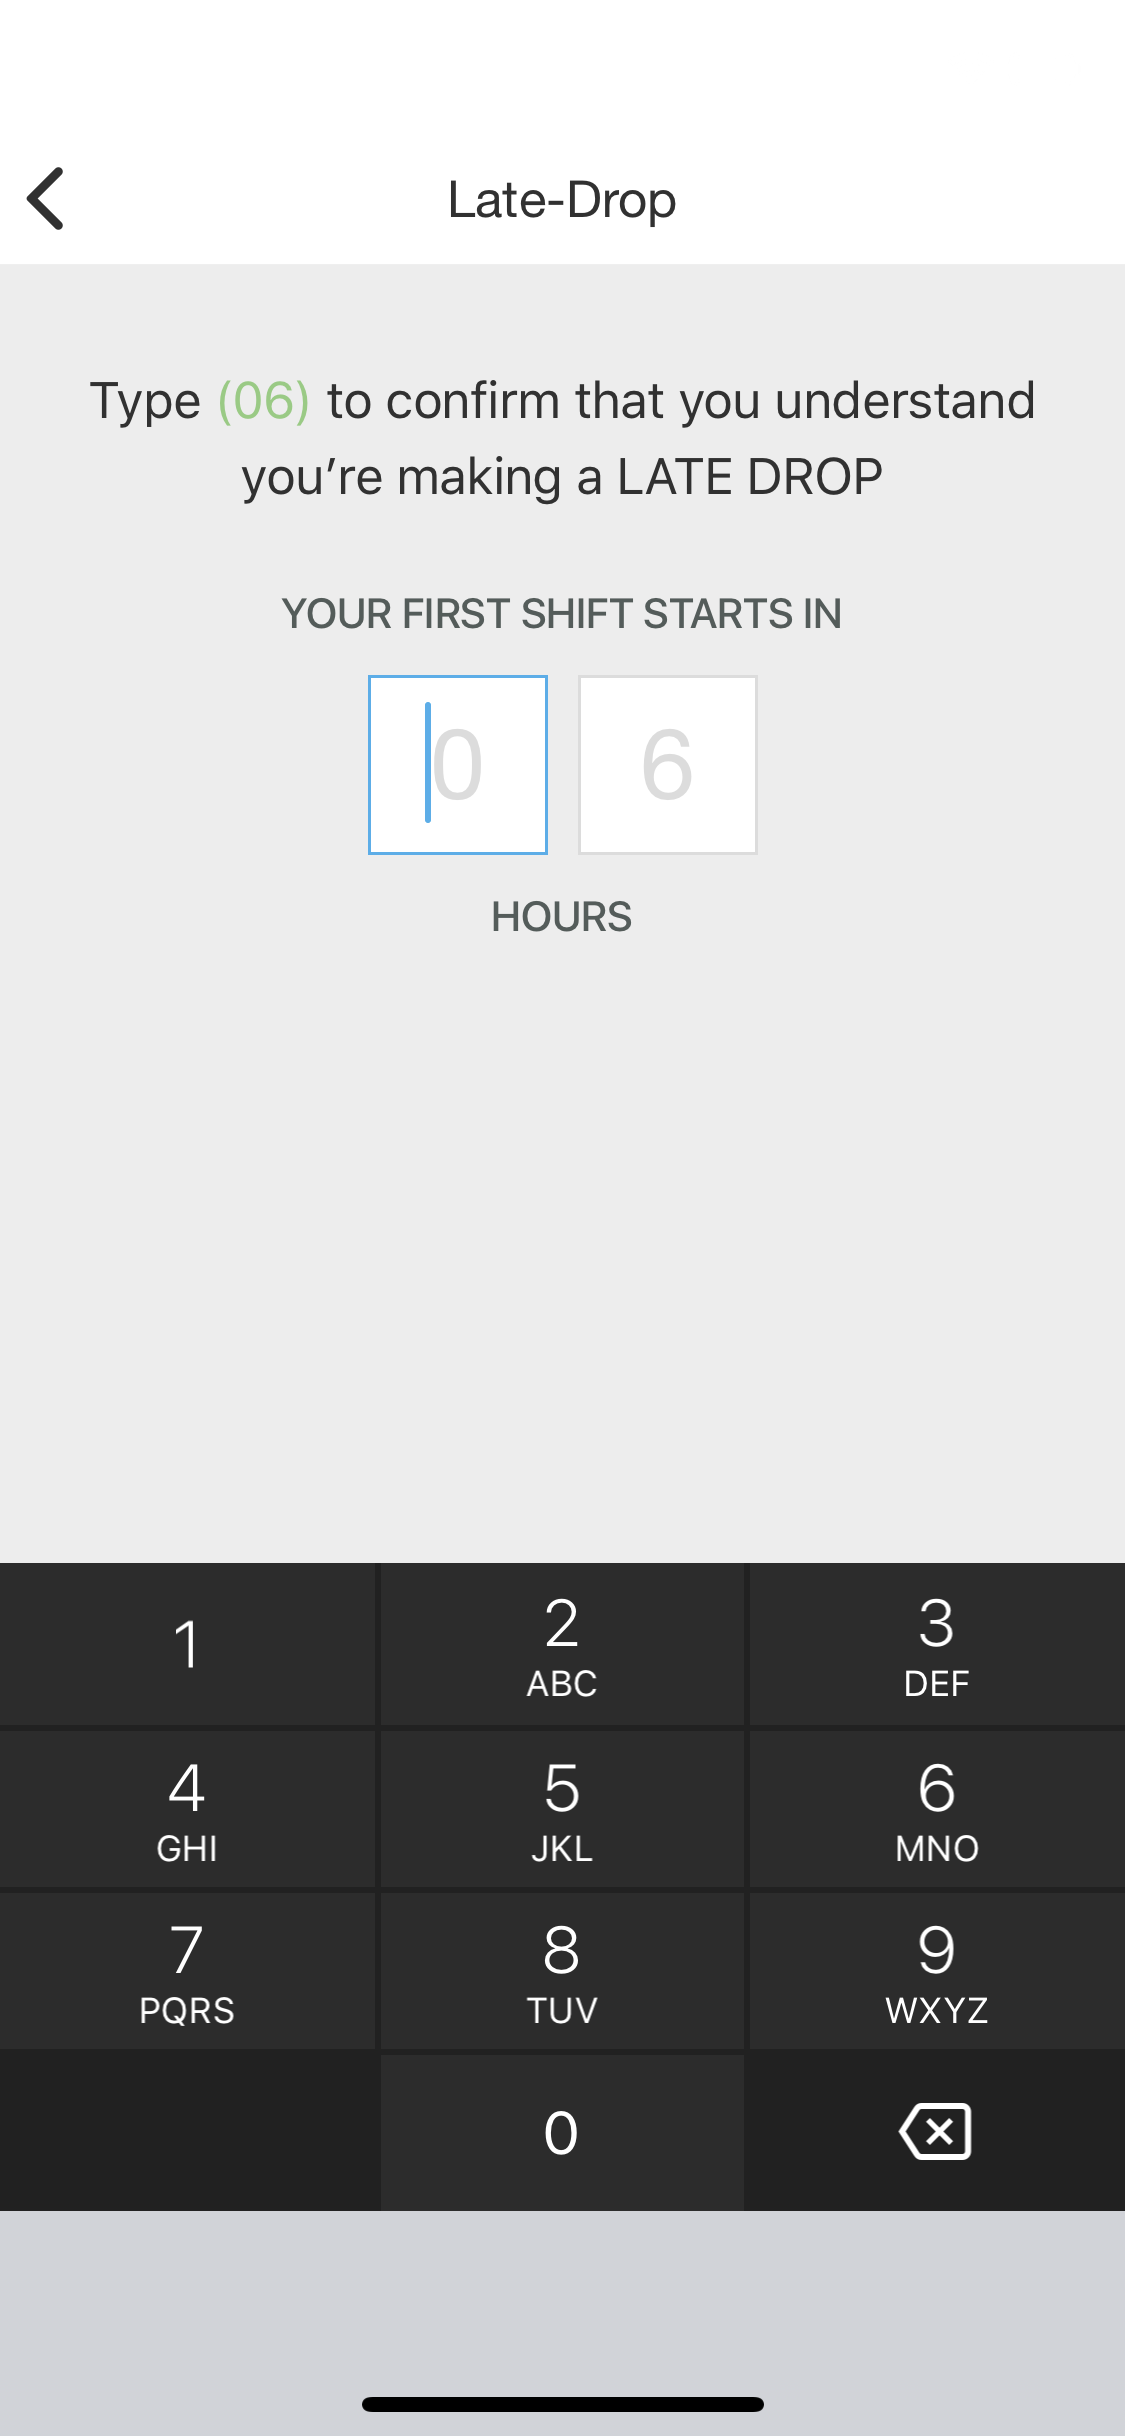 Late-Drop
Type (06) to confirm that you understand
you’re making a LATE DROP
YOUR FIRST SHIFT STARTS IN
0 6
HOURS
1 2 3
ABC DEF
4 5 6
GHI JKL MNO
7 8 9
PQRS TUV WXYZ
0